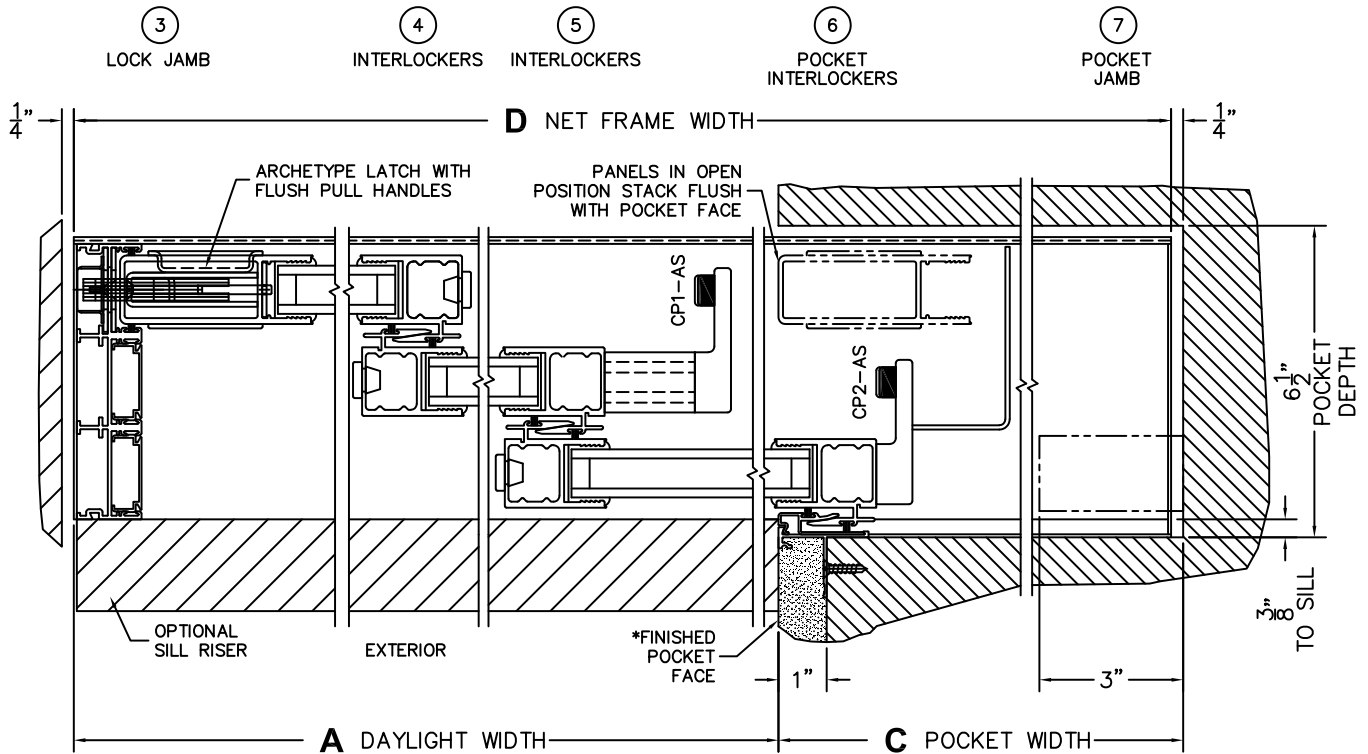 3
LOCK JAMB
4
INTERLOCKERS
5
INTERLOCKERS
6
POCKET
INTERLOCKERS
7
POCKET
JAMB
1/4"
D NET FRAME WIDTH
1/4"
ARCHETYPE LATCH WITH
FLUSH PULL HANDLES
PANELS IN OPEN
POSITION STACK FLUSH
WITH POCKET FACE
CP1-AS
CP2-AS
6 1/2"
POCKET
DEPTH
3/8"
TO SILL
OPTIONAL
SILL RISER
EXTERIOR
*FINISHED
POCKET
FACE
1"
3"
A DAYLIGHT WIDTH
C POCKET WIDTH